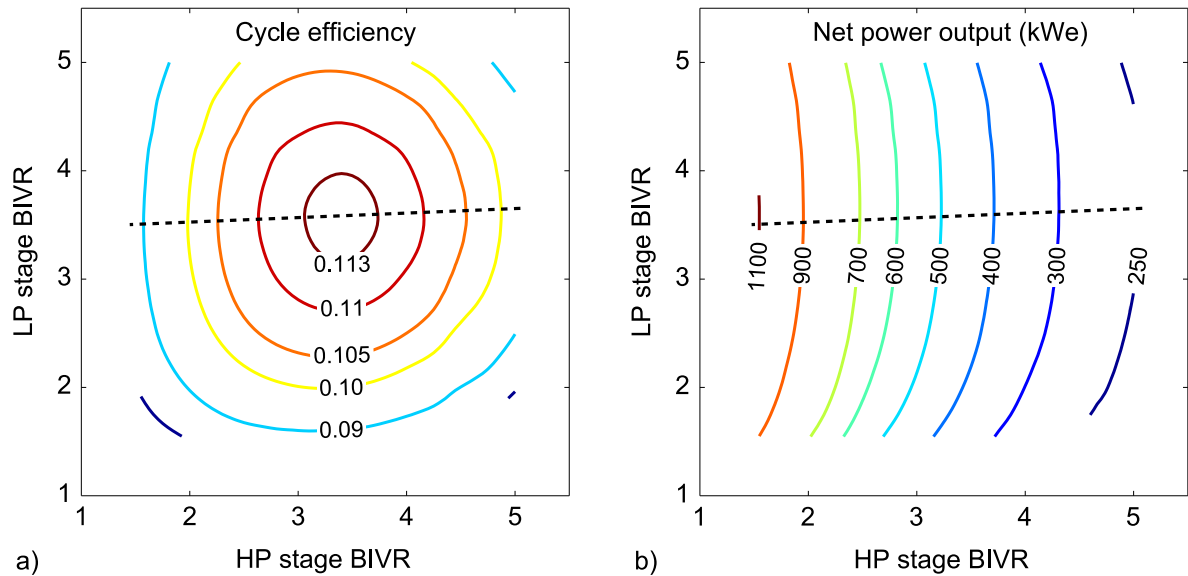 Cycle efficiency
5
4
3
2
1
LP stage BIVR
0.113
0.11
0.105
0.10
0.09
1 2 3 4 5
HP stage BIVR
a)
Net power output (kWe)
5
4
3
2
1
LP stage BIVR
1100
900
700
600
500
400
300
250
1 2 3 4 5
HP stage BIVR
b)